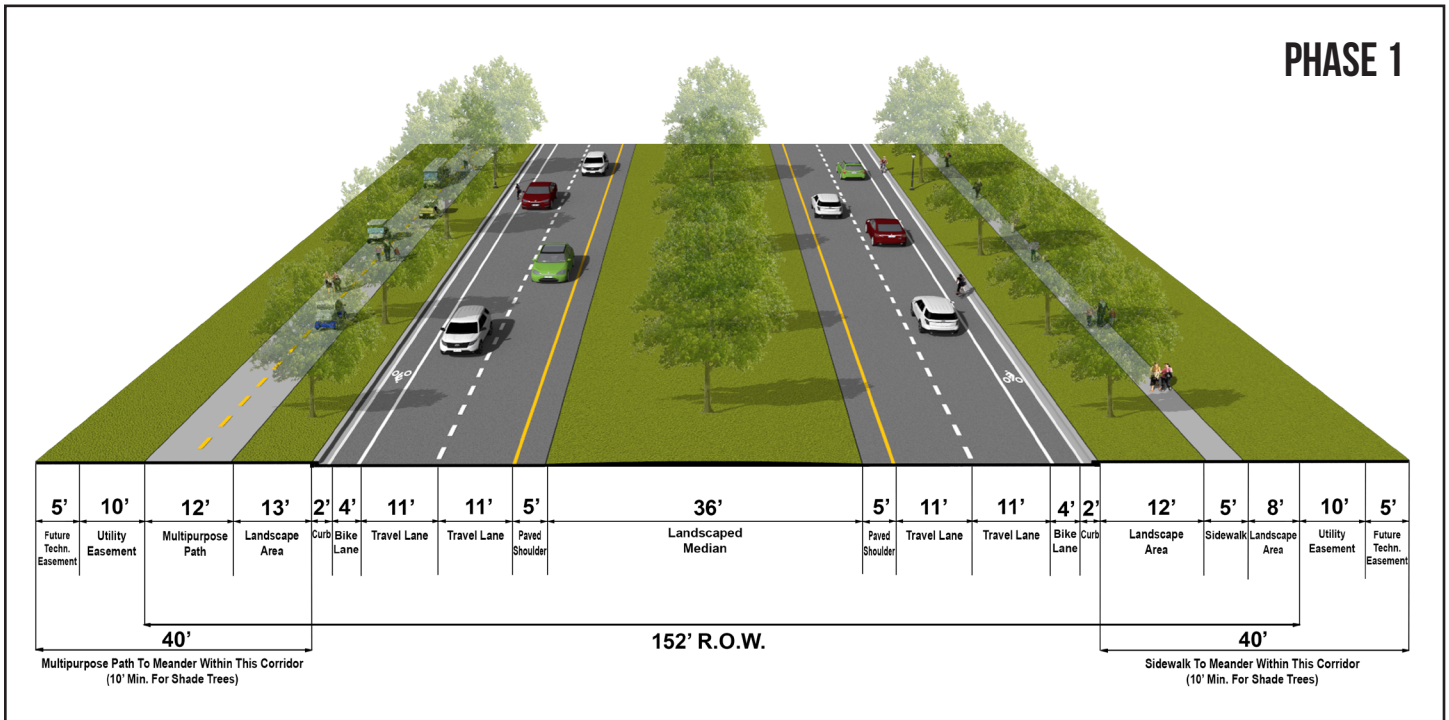 PHASE 1
5’ 10’ 12’ 13’ 2’ 4’ 11’ 11’ 5’ 36’ 5’ 11’ 11’ 4’ 2’ 12’ 5’ 8’ 10’ 5’
Future
Techn.
Easement
Utility
Easement
Multipurpose
Path
Landscape
Area
Curb
Bike
Lane
Travel Lane
Travel Lane
Paved
Shoulder
Landscaped
Median
Paved
Shoulder
Travel Lane
Travel Lane
Bike
Lane
Curb
Landscape
Area
Sidewalk
Landscape
Area
Utility
Easement
Future
Techn.
Easement
40’
152’ R.O.W.
40’
Multipurpose Path To Meander Within This Corridor
(10’ Min. For Shade Trees)
Sidewalk To Meander Within This Corridor
(10’ Min. For Shade Trees)